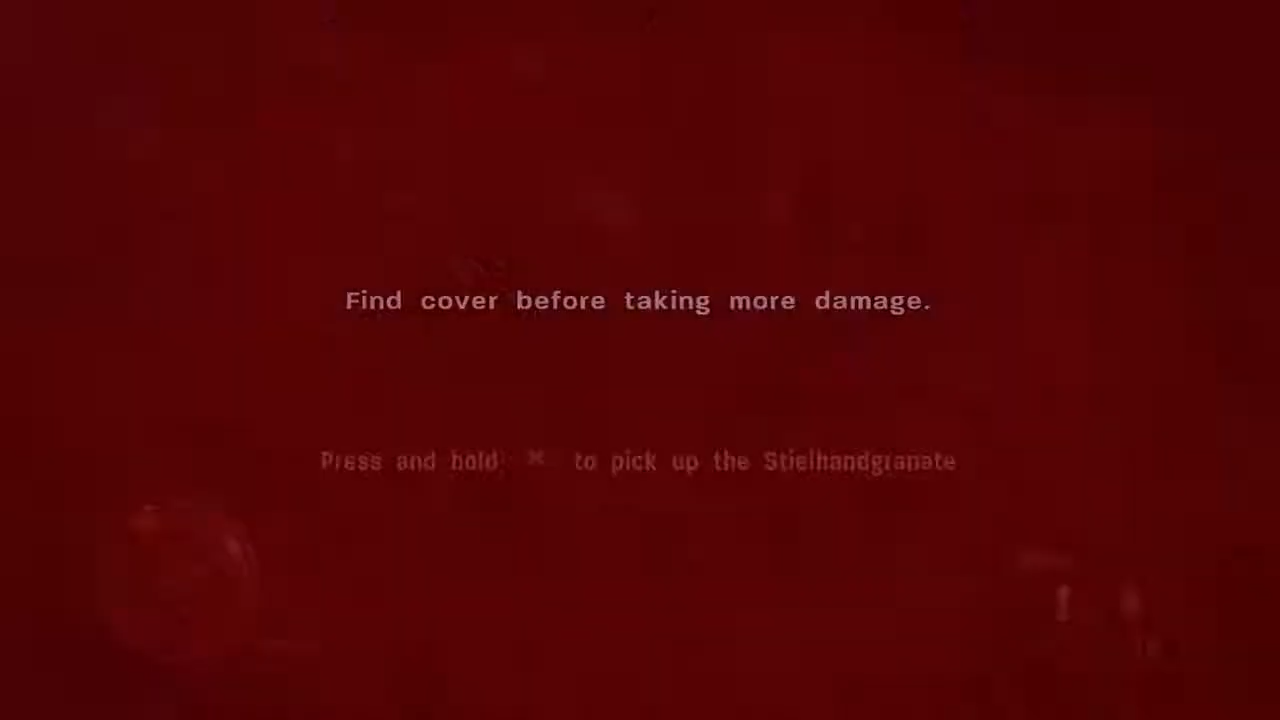 Find cover before taking more damage.
Press and hold to pick up the Stielhandgranate